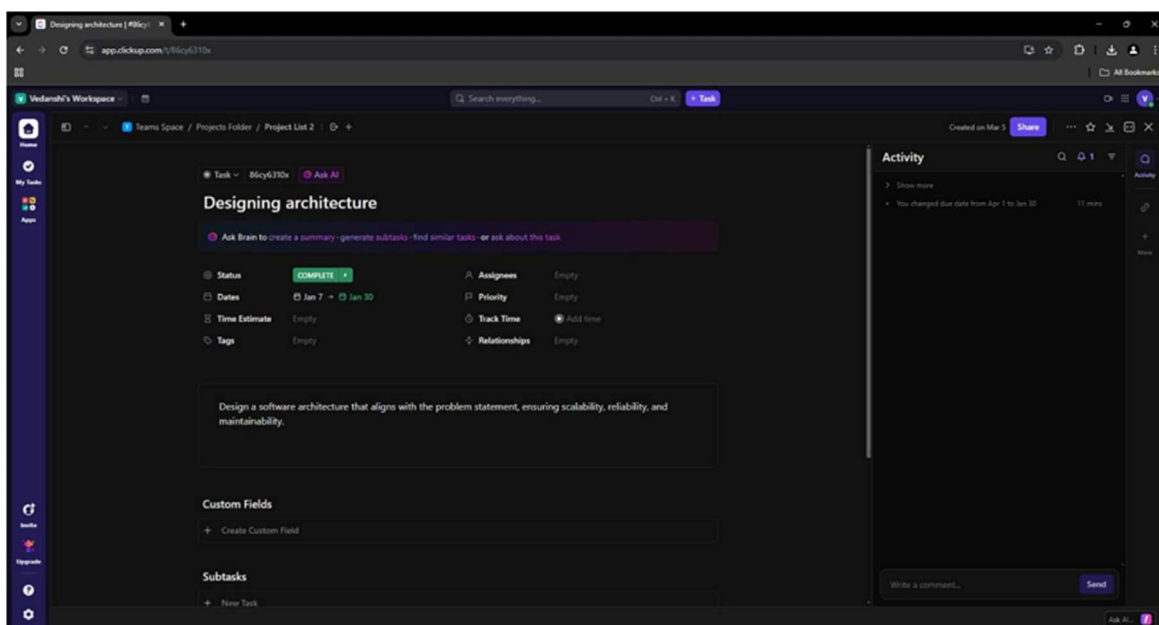 Designing architecture | #86cy6
app.clickup.com/t/86cy6310x
All Bookmarks
V Vedanshi's Workspace
Search everything... Ctrl + K + Task
V
Teams Space / Projects Folder / Project List 2
Created on Mar 5 Share
Home
My Tasks
Apps
Invite
Upgrade
Task 86cy6310x Ask AI
Designing architecture
Ask Brain to create a summary · generate subtasks · find similar tasks · or ask about this task
Status COMPLETE Assignees Empty
Dates Jan 7 → Jan 30 Priority Empty
Time Estimate Empty Track Time Add time
Tags Empty Relationships Empty
Design a software architecture that aligns with the problem statement, ensuring scalability, reliability, and
maintainability.
Custom Fields
+ Create Custom Field
Subtasks
+ New Task
Activity 1
Show more
You changed due date from Apr 1 to Jan 30 11 mins
Write a comment... Send
Activity
More
Ask AI...